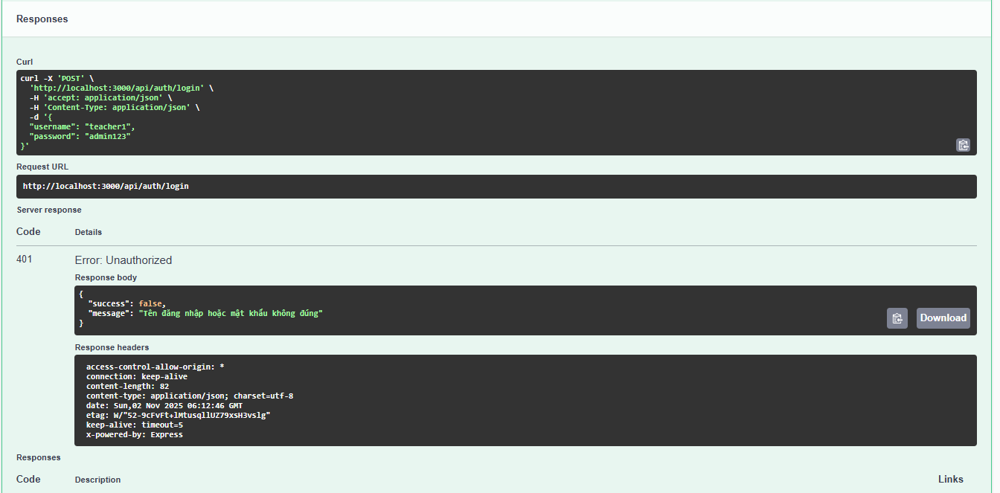 Responses
Curl
curl -X 'POST' \
  'http://localhost:3000/api/auth/login' \
  -H 'accept: application/json' \
  -H 'Content-Type: application/json' \
  -d '{
  "username": "teacher1",
  "password": "admin123"
}'
Request URL
http://localhost:3000/api/auth/login
Server response
Code Details
401 Error: Unauthorized
Response body
{
  "success": false,
  "message": "Tên đăng nhập hoặc mật khẩu không đúng"
}
Download
Response headers
access-control-allow-origin: *
connection: keep-alive
content-length: 82
content-type: application/json; charset=utf-8
date: Sun,02 Nov 2025 06:12:46 GMT
etag: W/"52-9cFvFt+lMtusqllUZ79xsH3vslg"
keep-alive: timeout=5
x-powered-by: Express
Responses
Code Description Links